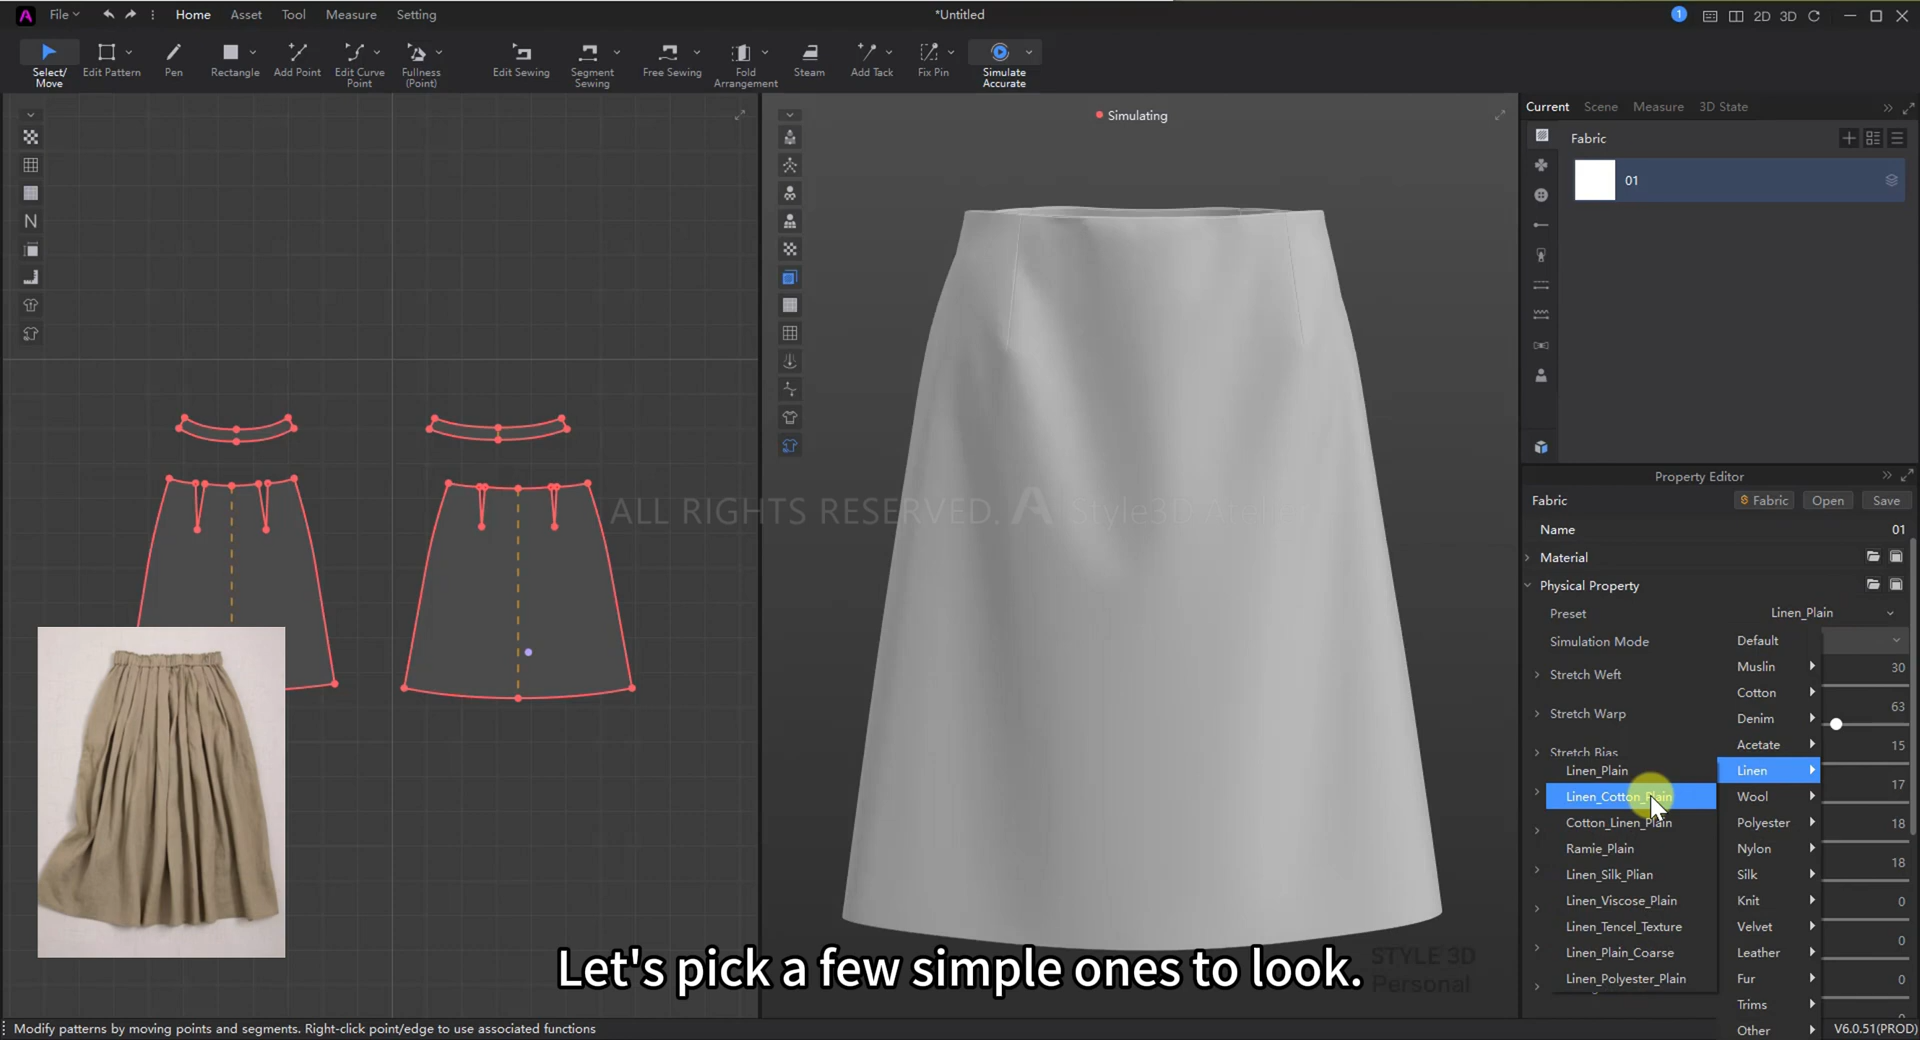 File
Home
Asset
Tool
Measure
Setting
*Untitled
1
2D
3D
Select/
Move
Edit Pattern
Pen
Rectangle
Add Point
Edit Curve
Point
Fullness
(Point)
Edit Sewing
Segment
Sewing
Free Sewing
Fold
Arrangement
Steam
Add Tack
Fix Pin
Simulate
Accurate
Simulating
Current
Scene
Measure
3D State
Fabric
01
ALL RIGHTS RESERVED.
Style3D Atelier
Property Editor
Fabric
Fabric
Open
Save
Name
01
Material
Physical Property
Preset
Linen_Plain
Simulation Mode
Stretch Weft
30
Stretch Warp
63
Stretch Bias
15
17
18
18
0
0
0
Default
Muslin
Cotton
Denim
Acetate
Linen
Wool
Polyester
Nylon
Silk
Knit
Velvet
Leather
Fur
Trims
Other
Linen_Plain
Linen_Cotton_Plain
Cotton_Linen_Plain
Ramie_Plain
Linen_Silk_Plian
Linen_Viscose_Plain
Linen_Tencel_Texture
Linen_Plain_Coarse
Linen_Polyester_Plain
Let's pick a few simple ones to look.
STYLE 3D
Personal
Modify patterns by moving points and segments. Right-click point/edge to use associated functions
V6.0.51(PROD)